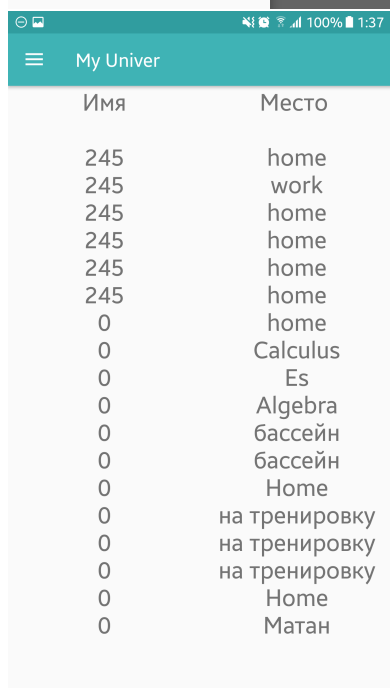 100% 1:37
My Univer
Имя Место
245 home
245 work
245 home
245 home
245 home
245 home
0 home
0 Calculus
0 Es
0 Algebra
0 бассейн
0 бассейн
0 Home
0 на тренировку
0 на тренировку
0 на тренировку
0 Home
0 Матан